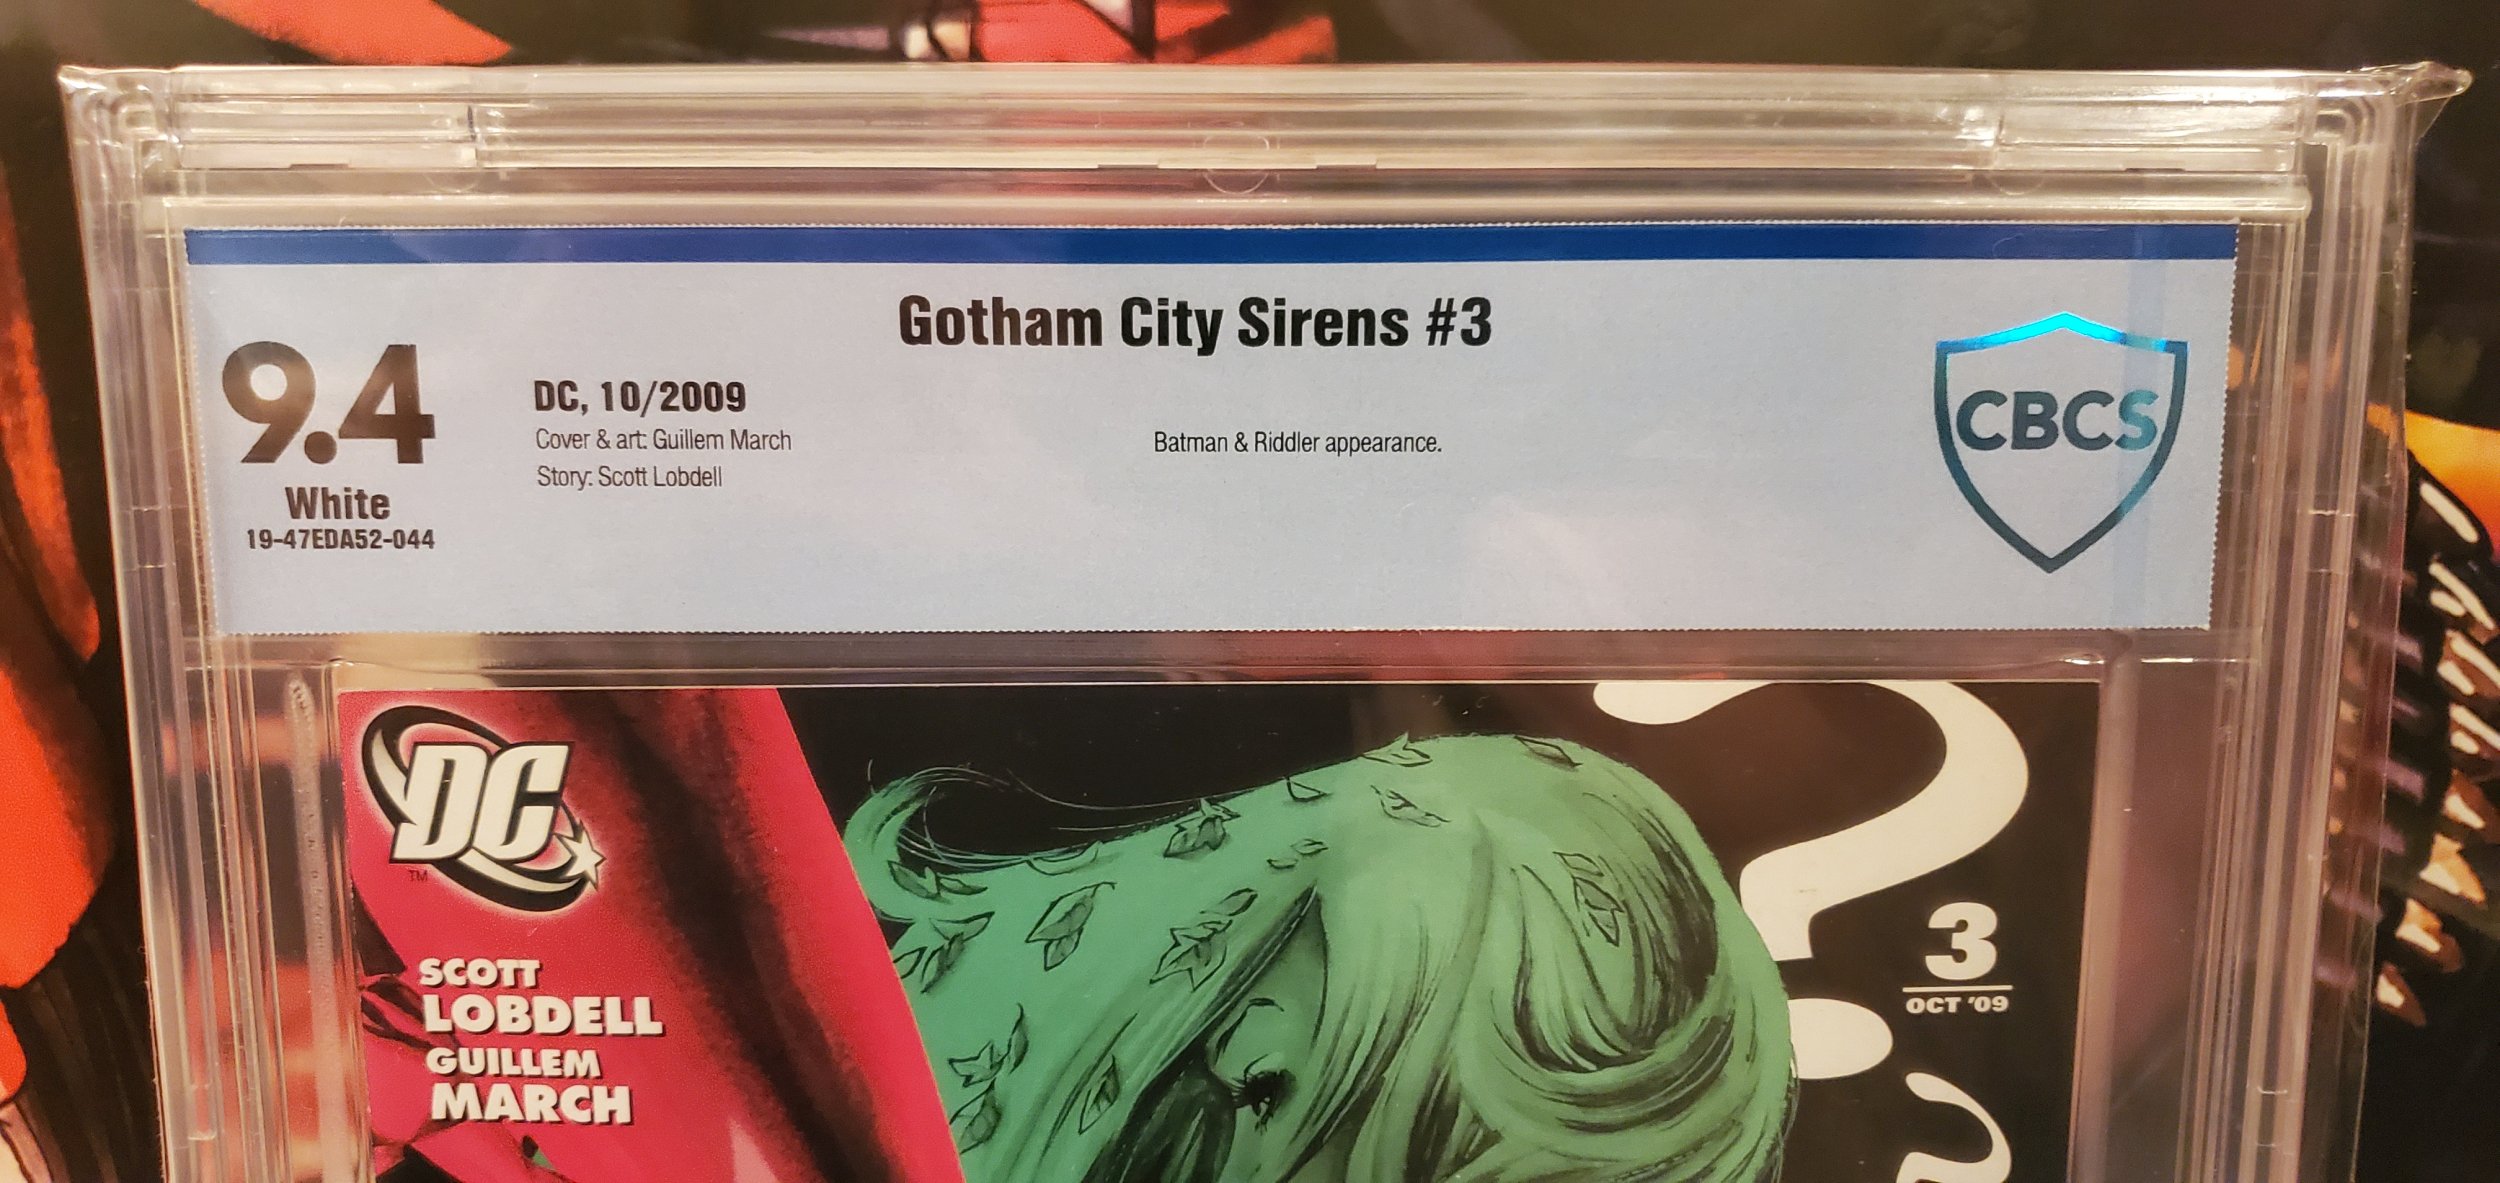 Gotham City Sirens #3
9.4
White
19-47EDA52-044
DC, 10/2009
Cover & art: Guillem March
Story: Scott Lobdell
Batman & Riddler appearance.
CBCS
DC
TM
SCOTT
LOBDELL
GUILLEM
MARCH
?
3
OCT '09
?